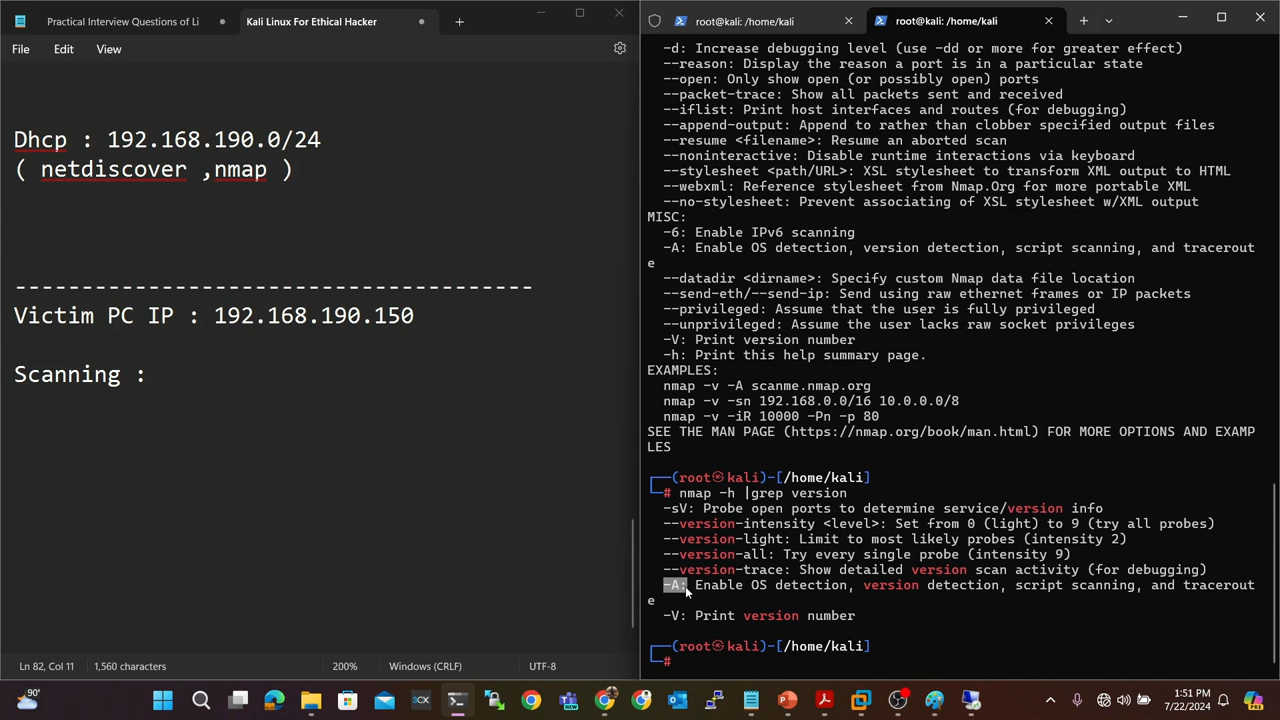 Practical Interview Questions of Li
Kali Linux For Ethical Hacker
File Edit View
Dhcp : 192.168.190.0/24
( netdiscover ,nmap )
---------------------------------------
Victim PC IP : 192.168.190.150
Scanning :
Ln 82, Col 11 1,560 characters 200% Windows (CRLF) UTF-8
root@kali: /home/kali
root@kali: /home/kali
-d: Increase debugging level (use -dd or more for greater effect)
--reason: Display the reason a port is in a particular state
--open: Only show open (or possibly open) ports
--packet-trace: Show all packets sent and received
--iflist: Print host interfaces and routes (for debugging)
--append-output: Append to rather than clobber specified output files
--resume <filename>: Resume an aborted scan
--noninteractive: Disable runtime interactions via keyboard
--stylesheet <path/URL>: XSL stylesheet to transform XML output to HTML
--webxml: Reference stylesheet from Nmap.Org for more portable XML
--no-stylesheet: Prevent associating of XSL stylesheet w/XML output
MISC:
-6: Enable IPv6 scanning
-A: Enable OS detection, version detection, script scanning, and tracerout
e
--datadir <dirname>: Specify custom Nmap data file location
--send-eth/--send-ip: Send using raw ethernet frames or IP packets
--privileged: Assume that the user is fully privileged
--unprivileged: Assume the user lacks raw socket privileges
-V: Print version number
-h: Print this help summary page.
EXAMPLES:
nmap -v -A scanme.nmap.org
nmap -v -sn 192.168.0.0/16 10.0.0.0/8
nmap -v -iR 10000 -Pn -p 80
SEE THE MAN PAGE (https://nmap.org/book/man.html) FOR MORE OPTIONS AND EXAMP
LES
┌──(root㉿kali)-[/home/kali]
└─# nmap -h |grep version
-sV: Probe open ports to determine service/version info
--version-intensity <level>: Set from 0 (light) to 9 (try all probes)
--version-light: Limit to most likely probes (intensity 2)
--version-all: Try every single probe (intensity 9)
--version-trace: Show detailed version scan activity (for debugging)
-A: Enable OS detection, version detection, script scanning, and tracerout
e
-V: Print version number
┌──(root㉿kali)-[/home/kali]
└─#
90°
1:51 PM
7/22/2024